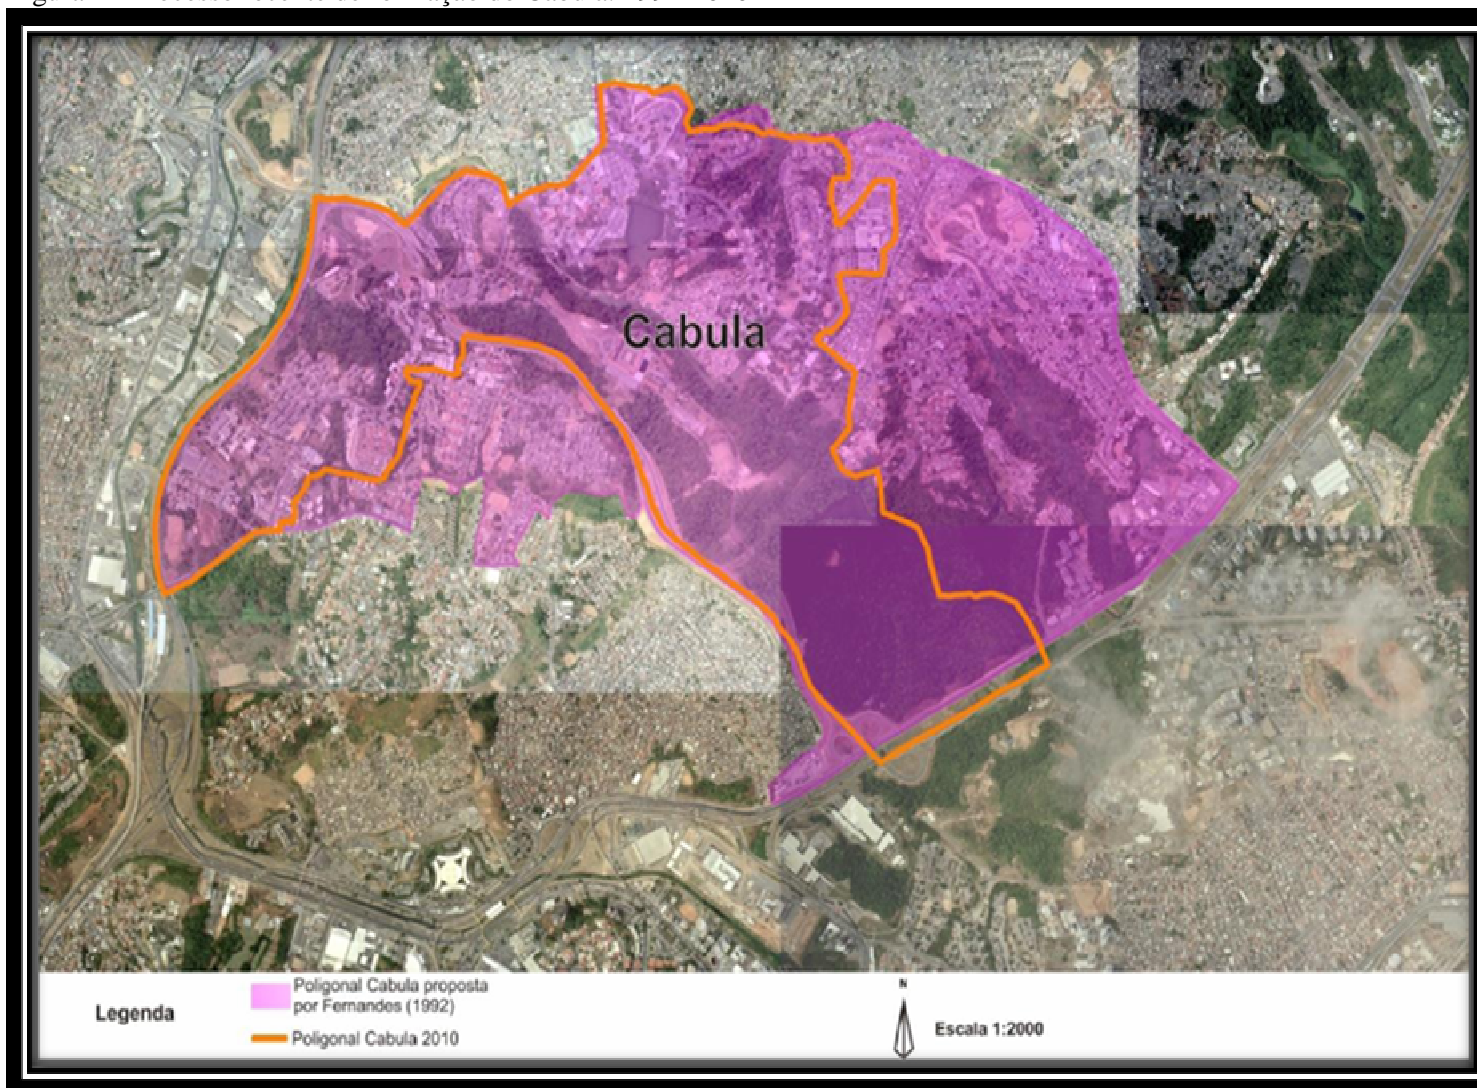 Cabula
Legenda
Poligonal Cabula proposta
por Fernandes (1992)
Poligonal Cabula 2010
N
Escala 1:2000